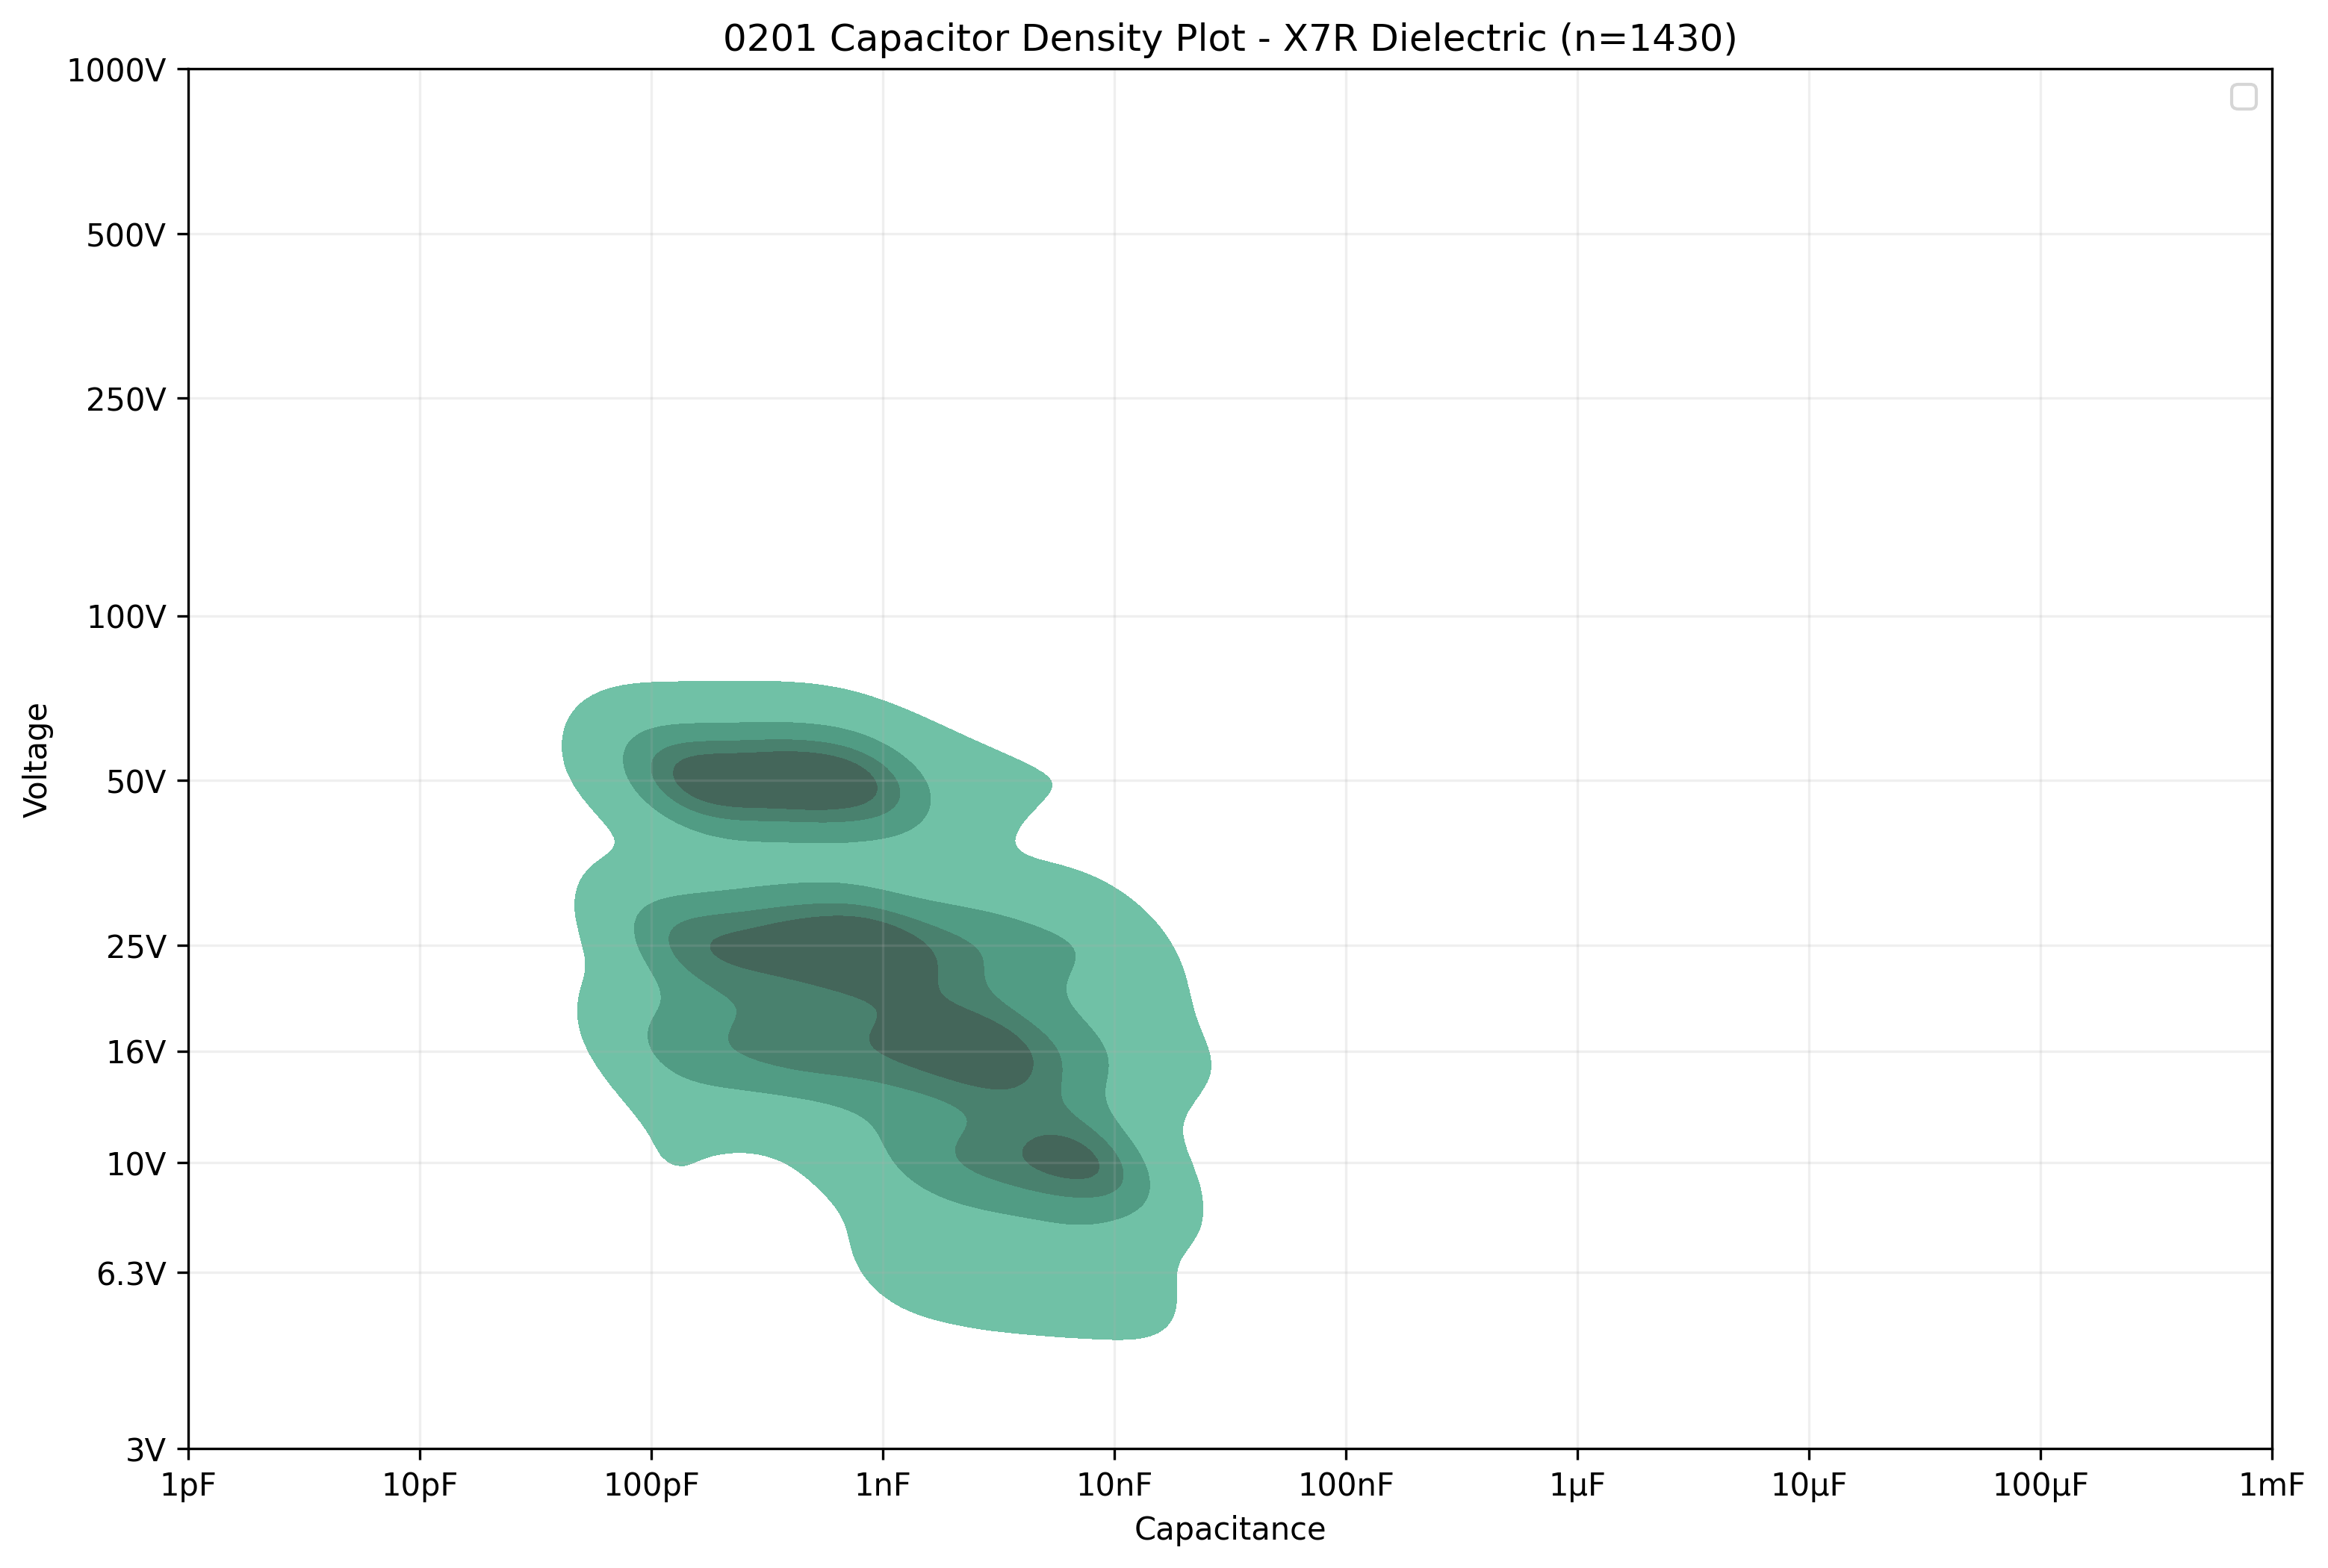 0201 Capacitor Density Plot - X7R Dielectric (n=1430)
1000V
500V
250V
100V
50V
25V
16V
10V
6.3V
3V
Voltage
1pF
10pF
100pF
1nF
10nF
100nF
1µF
10µF
100µF
1mF
Capacitance